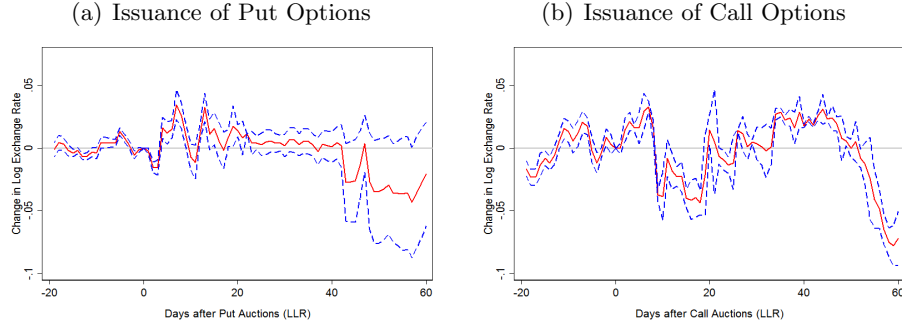 (a) Issuance of Put Options
Change in Log Exchange Rate
.05
0
-.05
-.1
-20 0 20 40 60
Days after Put Auctions (LLR)
(b) Issuance of Call Options
Change in Log Exchange Rate
.05
0
-.05
-.1
-20 0 20 40 60
Days after Call Auctions (LLR)